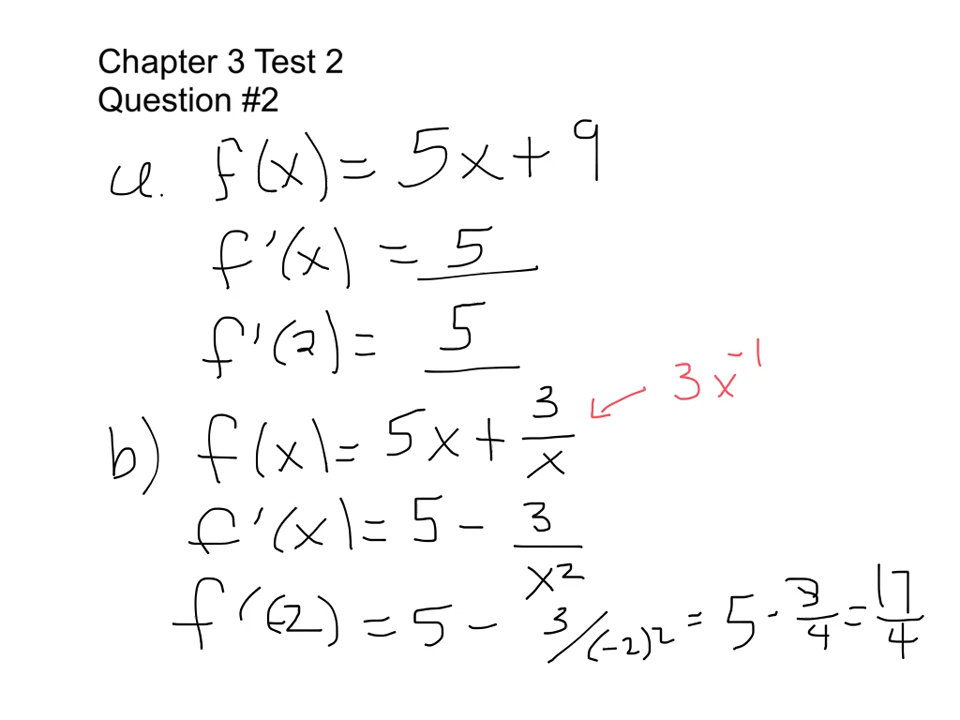 Chapter 3 Test 2
Question #2
a. f(x) = 5x + 9
f'(x) = 5
f'(2) = 5
3x⁻¹
b) f(x) = 5x + 3/x
f'(x) = 5 - 3/x²
f'(-2) = 5 - 3/(-2)² = 5 - 3/4 = 17/4